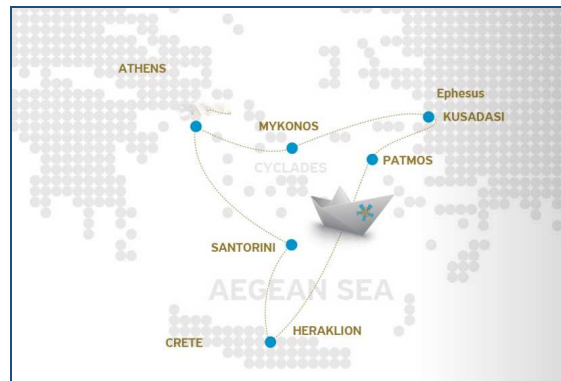 ATHENS
Ephesus
KUSADASI
MYKONOS
CYCLADES
PATMOS
SANTORINI
AEGEAN SEA
HERAKLION
CRETE